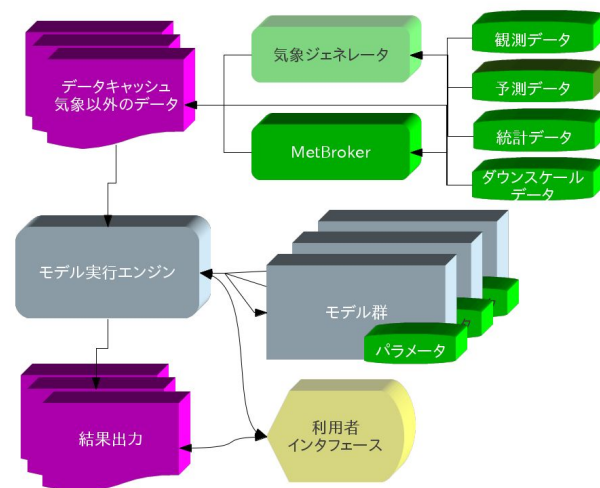 データキャッシュ
気象以外のデータ
気象ジェネレータ
MetBroker
観測データ
予測データ
統計データ
ダウンスケール
データ
モデル実行エンジン
モデル群
パラメータ
タ
タ
結果出力
利用者
インタフェース